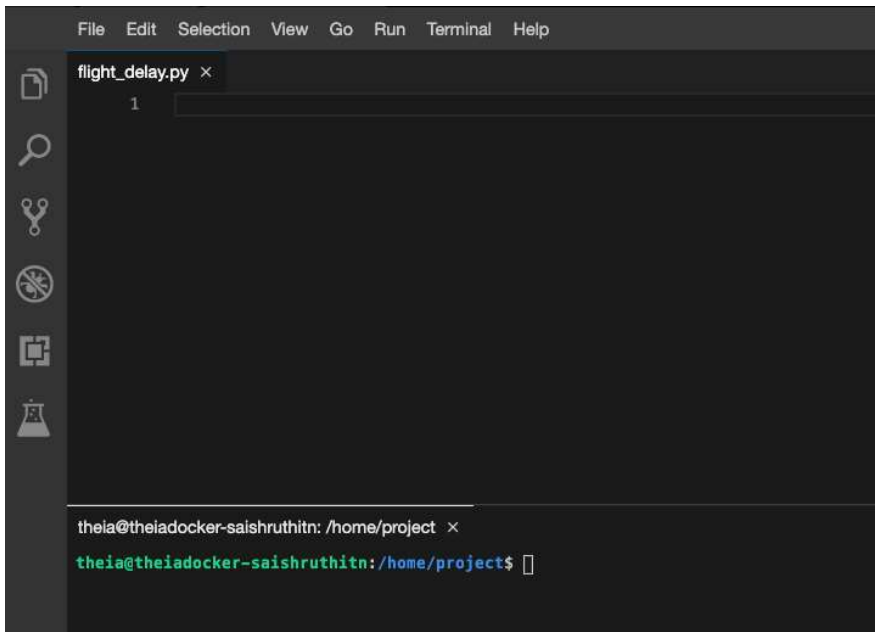 File Edit Selection View Go Run Terminal Help
flight_delay.py ×
1
theia@theiadocker-saishruthitn: /home/project ×
theia@theiadocker-saishruthitn:/home/project$